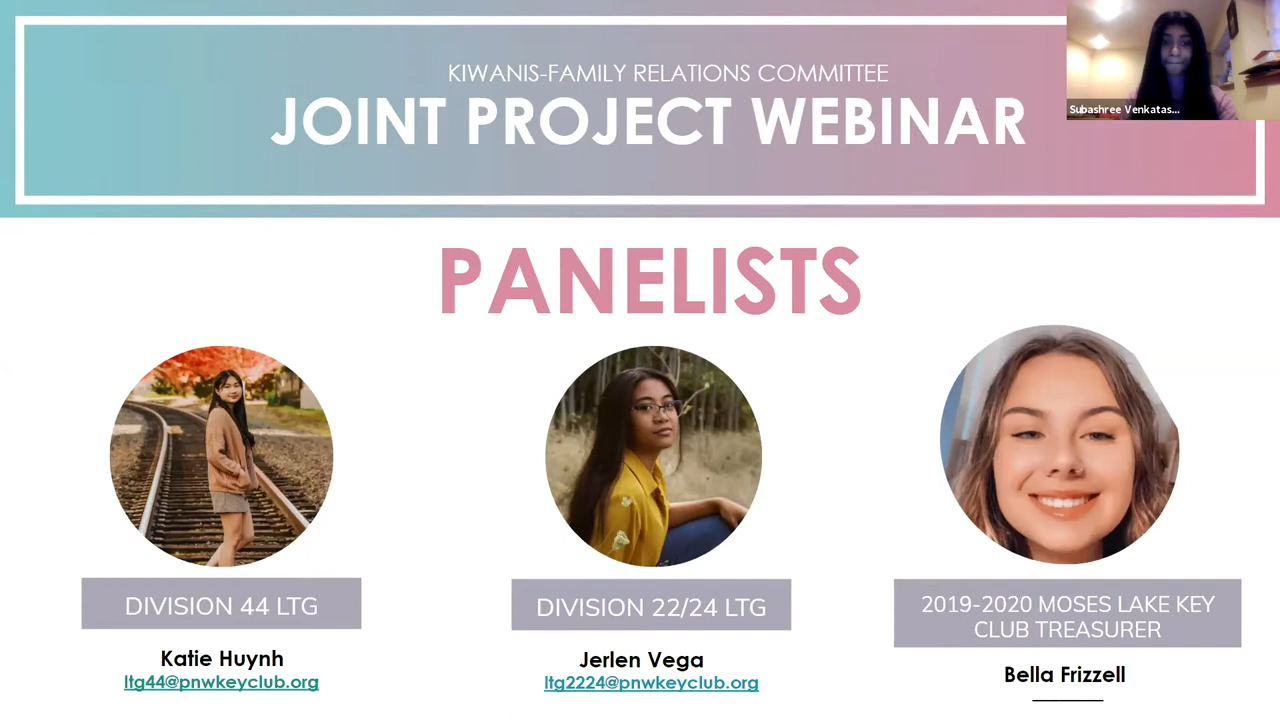 KIWANIS-FAMILY RELATIONS COMMITTEE
JOINT PROJECT WEBINAR
Subashree Venkatas...
PANELISTS
DIVISION 44 LTG
Katie Huynh
ltg44@pnwkeyclub.org
DIVISION 22/24 LTG
Jerlen Vega
ltg2224@pnwkeyclub.org
2019-2020 MOSES LAKE KEY
CLUB TREASURER
Bella Frizzell